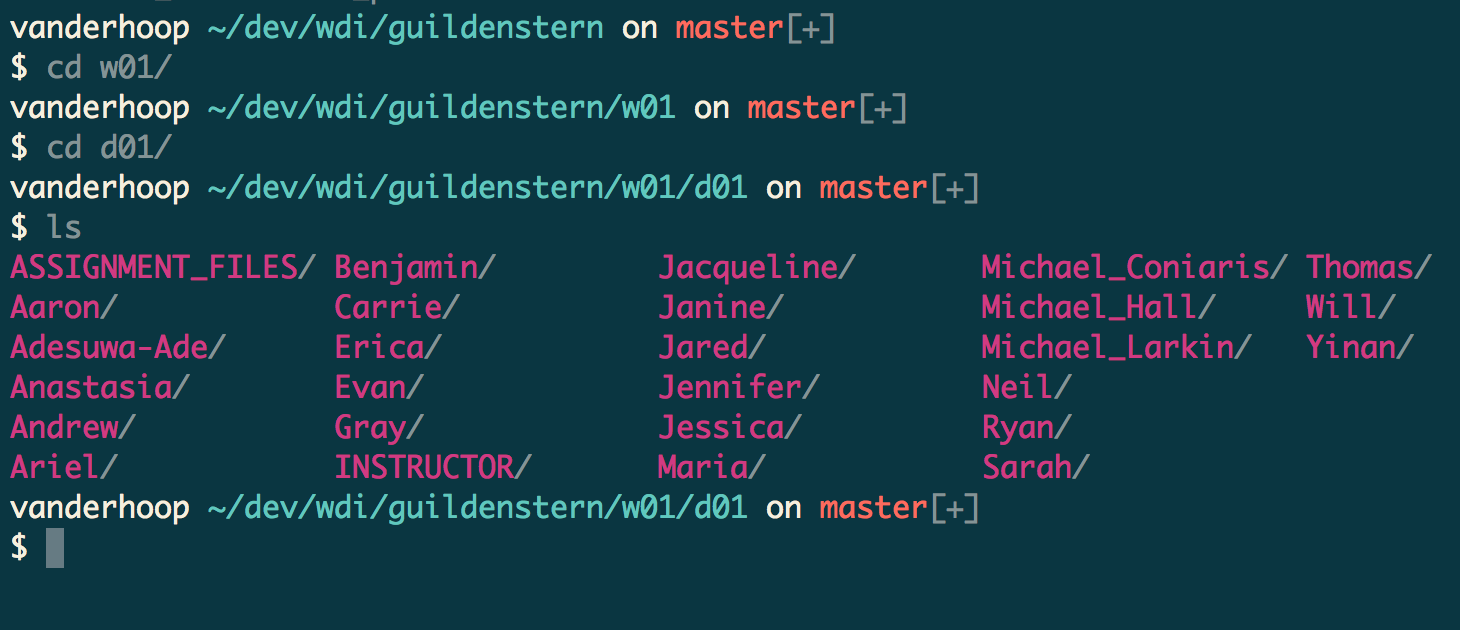 vanderhoop ~/dev/wdi/guildenstern on master[+]
$ cd w01/
vanderhoop ~/dev/wdi/guildenstern/w01 on master[+]
$ cd d01/
vanderhoop ~/dev/wdi/guildenstern/w01/d01 on master[+]
$ ls
ASSIGNMENT_FILES/ Benjamin/ Jacqueline/ Michael_Coniaris/ Thomas/
Aaron/ Carrie/ Janine/ Michael_Hall/ Will/
Adesuwa-Ade/ Erica/ Jared/ Michael_Larkin/ Yinan/
Anastasia/ Evan/ Jennifer/ Neil/
Andrew/ Gray/ Jessica/ Ryan/
Ariel/ INSTRUCTOR/ Maria/ Sarah/
vanderhoop ~/dev/wdi/guildenstern/w01/d01 on master[+]
$